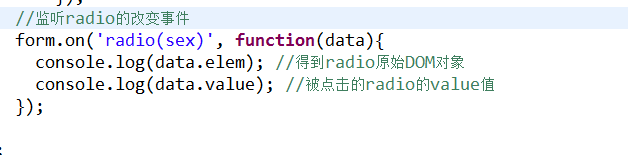 });
//监听radio的改变事件
form.on('radio(sex)', function(data){
  console.log(data.elem); //得到radio原始DOM对象
  console.log(data.value); //被点击的radio的value值
});